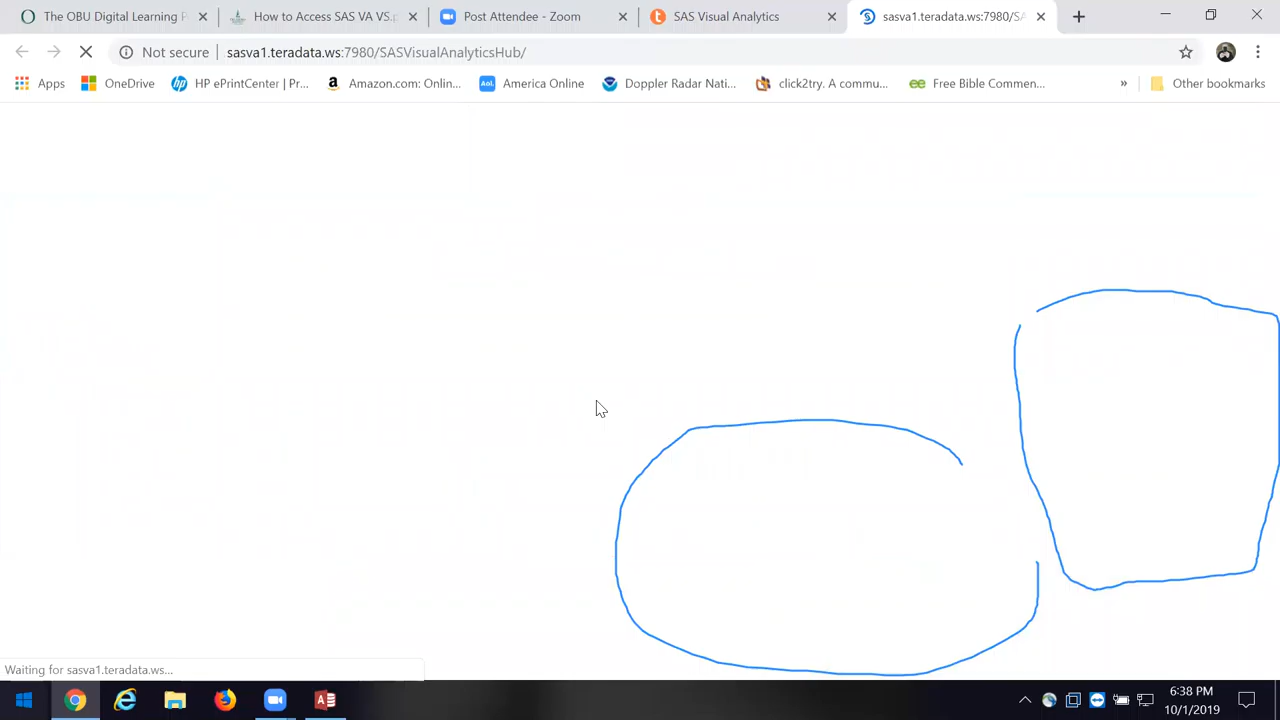 The OBU Digital Learning P
How to Access SAS VA VS.p
Post Attendee - Zoom
SAS Visual Analytics
sasva1.teradata.ws:7980/SA
Not secure
sasva1.teradata.ws:7980/SASVisualAnalyticsHub/
Apps
OneDrive
HP ePrintCenter | Pr...
Amazon.com: Onlin...
Aol.
America Online
Doppler Radar Nati...
click2try. A commu...
ee
Free Bible Commen...
»
Other bookmarks
Waiting for sasva1.teradata.ws...
6:38 PM
10/1/2019